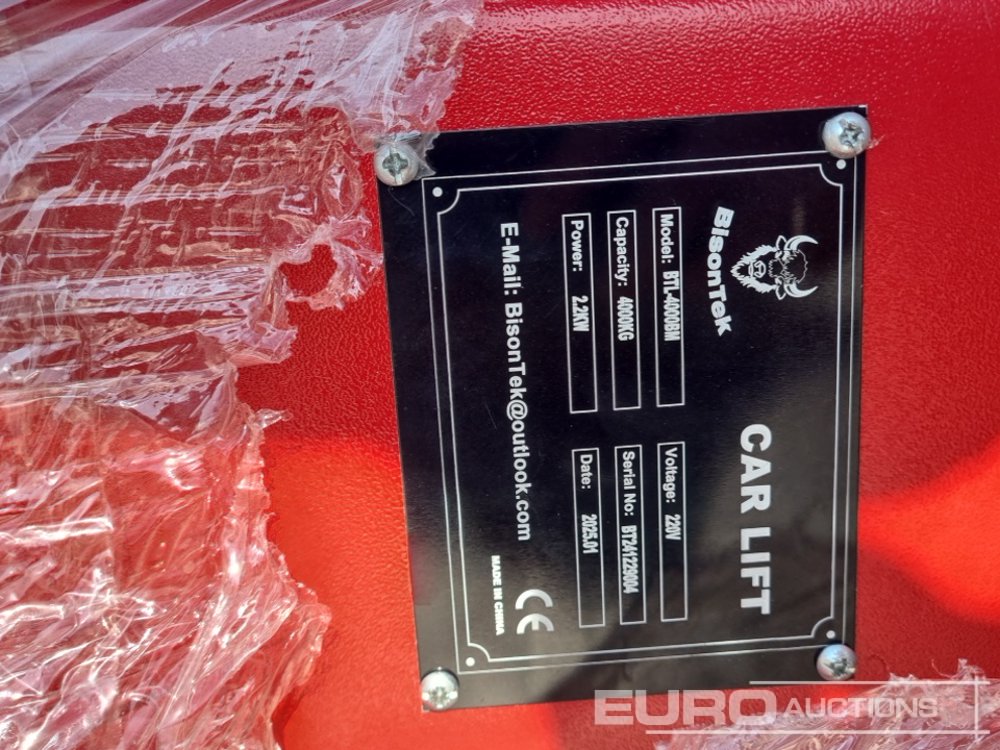 BisonTek
CAR LIFT
Model: BTL-4000BM
Voltage: 220V
Capacity: 4000KG
Serial No: BT241229004
Power: 2.2KW
Date: 2025.01
E-Mail: BisonTek@outlook.com
CE
MADE IN CHINA
EURO AUCTIONS